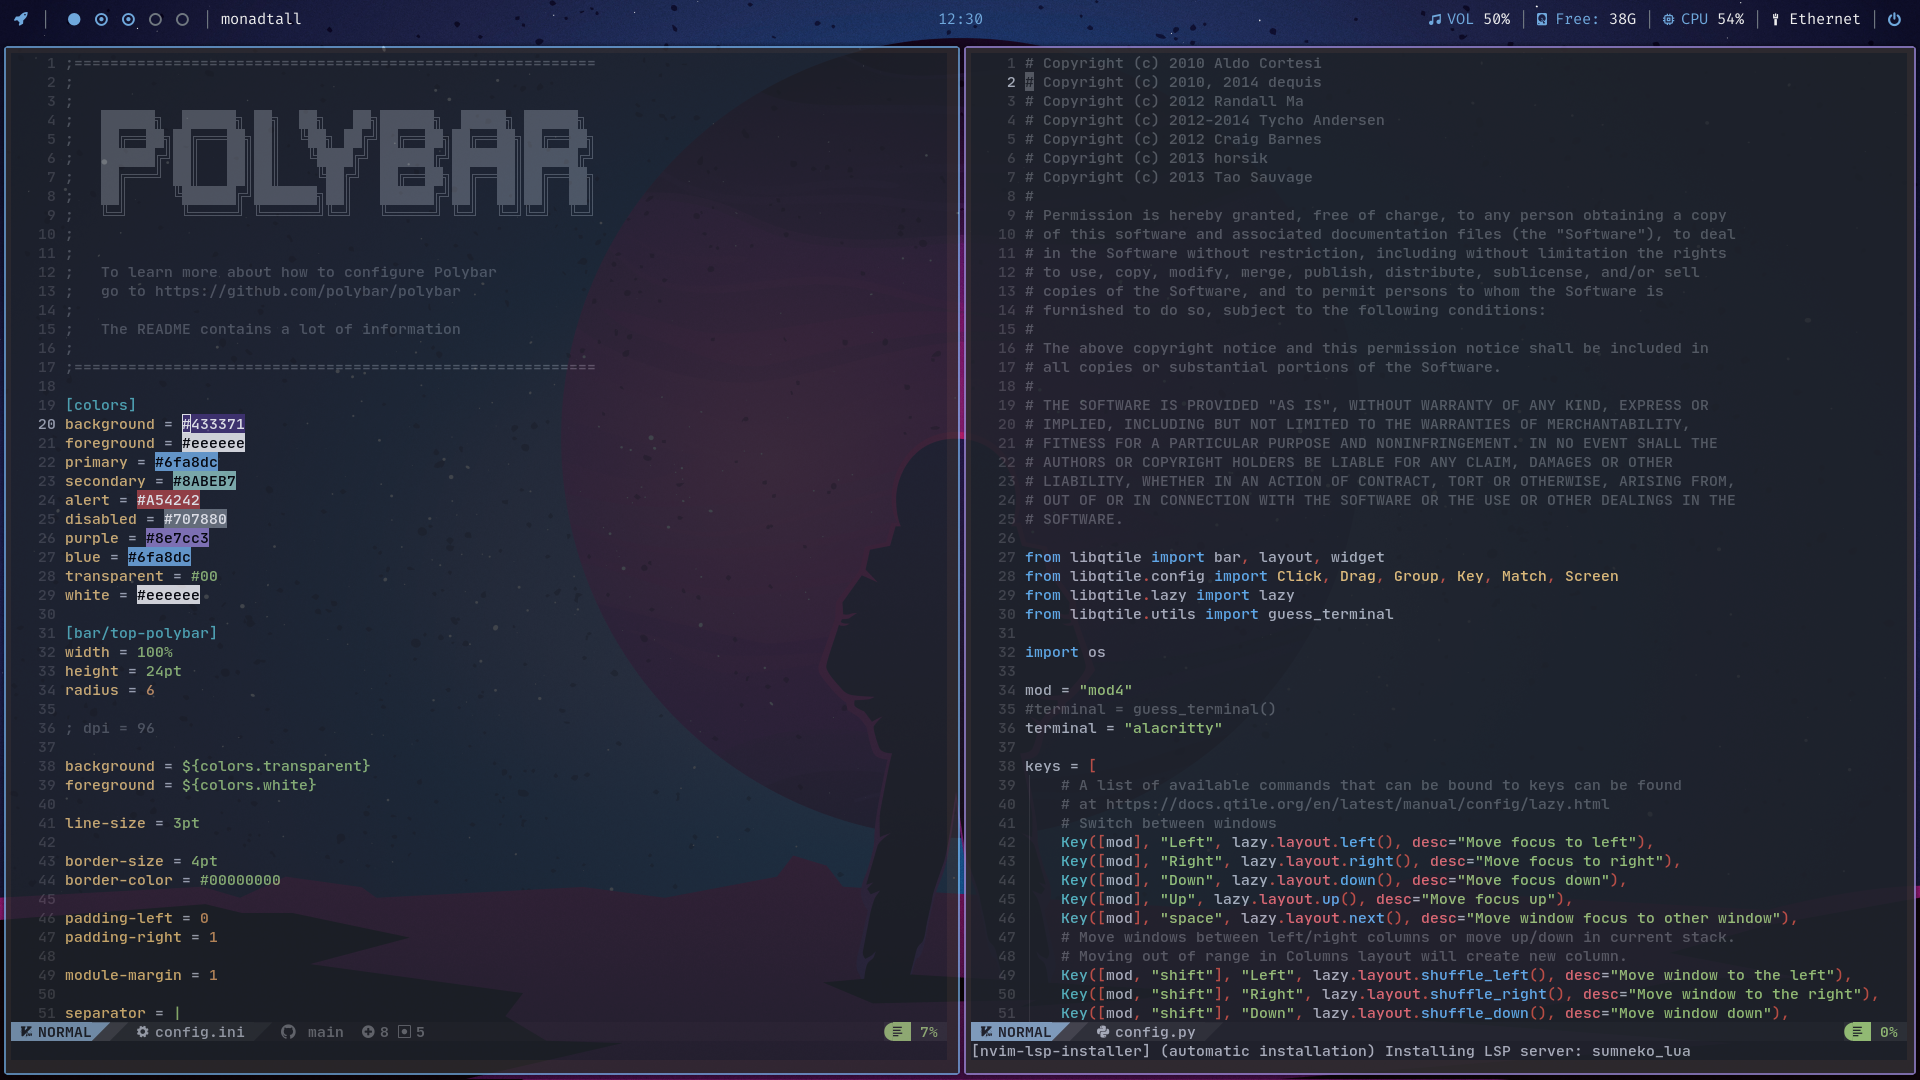 monadtall
12:30
VOL 50% | Free: 38G | CPU 54% | Ethernet |
1 ;==========================================================
2 ;
3 ;
4 ;
5 ;
6 ; POLYBAR
7 ;
8 ;
9 ;
10 ;
11 ;
12 ;   To learn more about how to configure Polybar
13 ;   go to https://github.com/polybar/polybar
14 ;
15 ;   The README contains a lot of information
16 ;
17 ;==========================================================
18
19 [colors]
20 background = #433371
21 foreground = #eeeeee
22 primary = #6fa8dc
23 secondary = #8ABEB7
24 alert = #A54242
25 disabled = #707880
26 purple = #8e7cc3
27 blue = #6fa8dc
28 transparent = #00
29 white = #eeeeee
30
31 [bar/top-polybar]
32 width = 100%
33 height = 24pt
34 radius = 6
35
36 ; dpi = 96
37
38 background = ${colors.transparent}
39 foreground = ${colors.white}
40
41 line-size = 3pt
42
43 border-size = 4pt
44 border-color = #00000000
45
46 padding-left = 0
47 padding-right = 1
48
49 module-margin = 1
50
51 separator = |
NORMAL config.ini main 8 5 7%
1 # Copyright (c) 2010 Aldo Cortesi
2 # Copyright (c) 2010, 2014 dequis
3 # Copyright (c) 2012 Randall Ma
4 # Copyright (c) 2012-2014 Tycho Andersen
5 # Copyright (c) 2012 Craig Barnes
6 # Copyright (c) 2013 horsik
7 # Copyright (c) 2013 Tao Sauvage
8 #
9 # Permission is hereby granted, free of charge, to any person obtaining a copy
10 # of this software and associated documentation files (the "Software"), to deal
11 # in the Software without restriction, including without limitation the rights
12 # to use, copy, modify, merge, publish, distribute, sublicense, and/or sell
13 # copies of the Software, and to permit persons to whom the Software is
14 # furnished to do so, subject to the following conditions:
15 #
16 # The above copyright notice and this permission notice shall be included in
17 # all copies or substantial portions of the Software.
18 #
19 # THE SOFTWARE IS PROVIDED "AS IS", WITHOUT WARRANTY OF ANY KIND, EXPRESS OR
20 # IMPLIED, INCLUDING BUT NOT LIMITED TO THE WARRANTIES OF MERCHANTABILITY,
21 # FITNESS FOR A PARTICULAR PURPOSE AND NONINFRINGEMENT. IN NO EVENT SHALL THE
22 # AUTHORS OR COPYRIGHT HOLDERS BE LIABLE FOR ANY CLAIM, DAMAGES OR OTHER
23 # LIABILITY, WHETHER IN AN ACTION OF CONTRACT, TORT OR OTHERWISE, ARISING FROM,
24 # OUT OF OR IN CONNECTION WITH THE SOFTWARE OR THE USE OR OTHER DEALINGS IN THE
25 # SOFTWARE.
26
27 from libqtile import bar, layout, widget
28 from libqtile.config import Click, Drag, Group, Key, Match, Screen
29 from libqtile.lazy import lazy
30 from libqtile.utils import guess_terminal
31
32 import os
33
34 mod = "mod4"
35 #terminal = guess_terminal()
36 terminal = "alacritty"
37
38 keys = [
39     # A list of available commands that can be bound to keys can be found
40     # at https://docs.qtile.org/en/latest/manual/config/lazy.html
41     # Switch between windows
42     Key([mod], "Left", lazy.layout.left(), desc="Move focus to left"),
43     Key([mod], "Right", lazy.layout.right(), desc="Move focus to right"),
44     Key([mod], "Down", lazy.layout.down(), desc="Move focus down"),
45     Key([mod], "Up", lazy.layout.up(), desc="Move focus up"),
46     Key([mod], "space", lazy.layout.next(), desc="Move window focus to other window"),
47     # Move windows between left/right columns or move up/down in current stack.
48     # Moving out of range in Columns layout will create new column.
49     Key([mod, "shift"], "Left", lazy.layout.shuffle_left(), desc="Move window to the left"),
50     Key([mod, "shift"], "Right", lazy.layout.shuffle_right(), desc="Move window to the right"),
51     Key([mod, "shift"], "Down", lazy.layout.shuffle_down(), desc="Move window down"),
NORMAL config.py 0%
[nvim-lsp-installer] (automatic installation) Installing LSP server: sumneko_lua